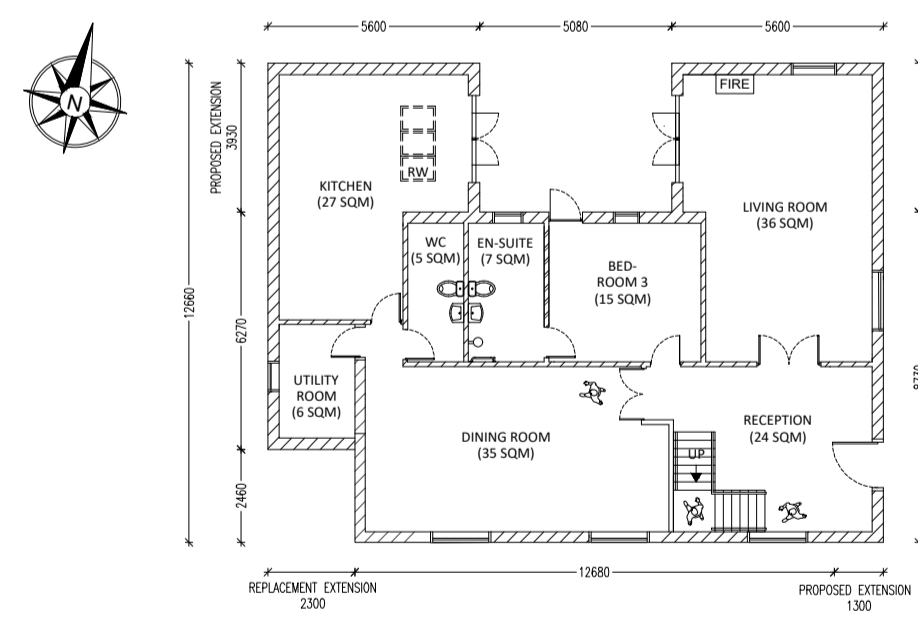 5600
5080
5600
N
PROPOSED EXTENSION
3930
FIRE
RW
KITCHEN
(27 SQM)
LIVING ROOM
(36 SQM)
WC
(5 SQM)
EN-SUITE
(7 SQM)
BED-
ROOM 3
(15 SQM)
12660
6270
UTILITY
ROOM
(6 SQM)
DINING ROOM
(35 SQM)
RECEPTION
(24 SQM)
UP
2460
12680
REPLACEMENT EXTENSION
2300
PROPOSED EXTENSION
1300